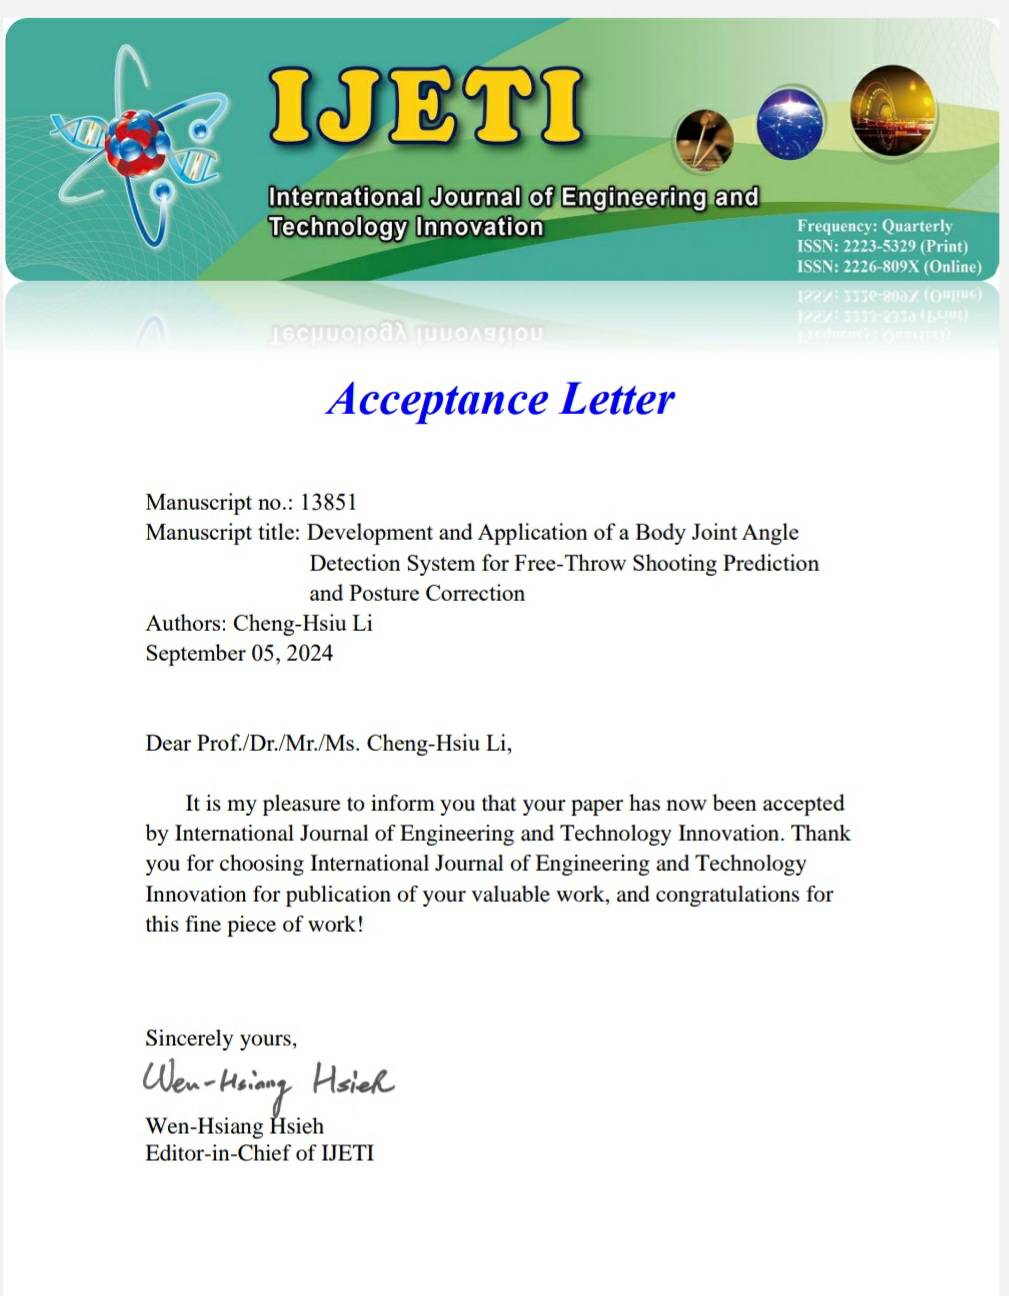 IJETI
International Journal of Engineering and
Technology Innovation
Frequency: Quarterly
ISSN: 2223-5329 (Print)
ISSN: 2226-809X (Online)
Acceptance Letter
Manuscript no.: 13851
Manuscript title: Development and Application of a Body Joint Angle
Detection System for Free-Throw Shooting Prediction
and Posture Correction
Authors: Cheng-Hsiu Li
September 05, 2024
Dear Prof./Dr./Mr./Ms. Cheng-Hsiu Li,
It is my pleasure to inform you that your paper has now been accepted
by International Journal of Engineering and Technology Innovation. Thank
you for choosing International Journal of Engineering and Technology
Innovation for publication of your valuable work, and congratulations for
this fine piece of work!
Sincerely yours,
Wen-Hsiang Hsieh
Wen-Hsiang Hsieh
Editor-in-Chief of IJETI